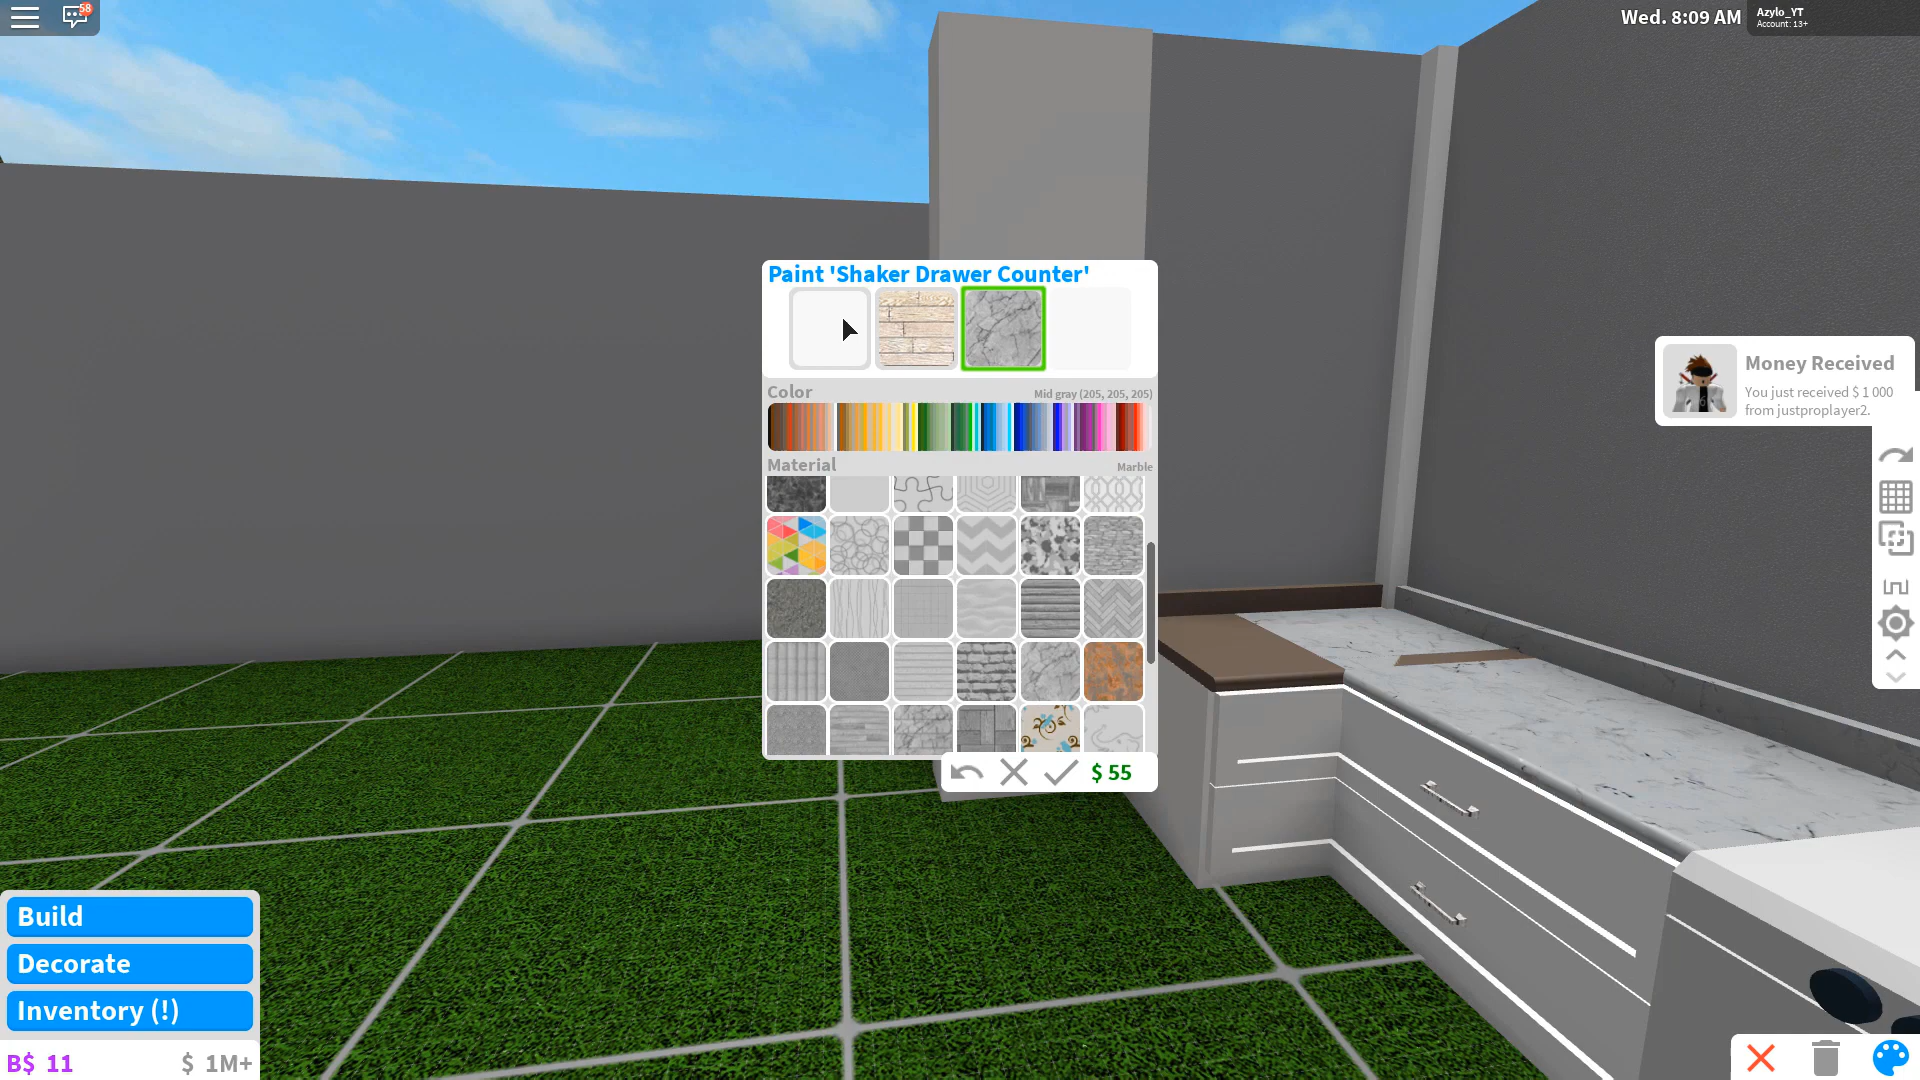 58
Wed. 8:09 AM
Azylo_YT
Account: 13+
Paint 'Shaker Drawer Counter'
Color
Mid gray (205, 205, 205)
Material
Marble
Money Received
You just received $ 1 000
from justproplayer2.
$ 55
Build
Decorate
Inventory (!)
B$ 11
$ 1M+